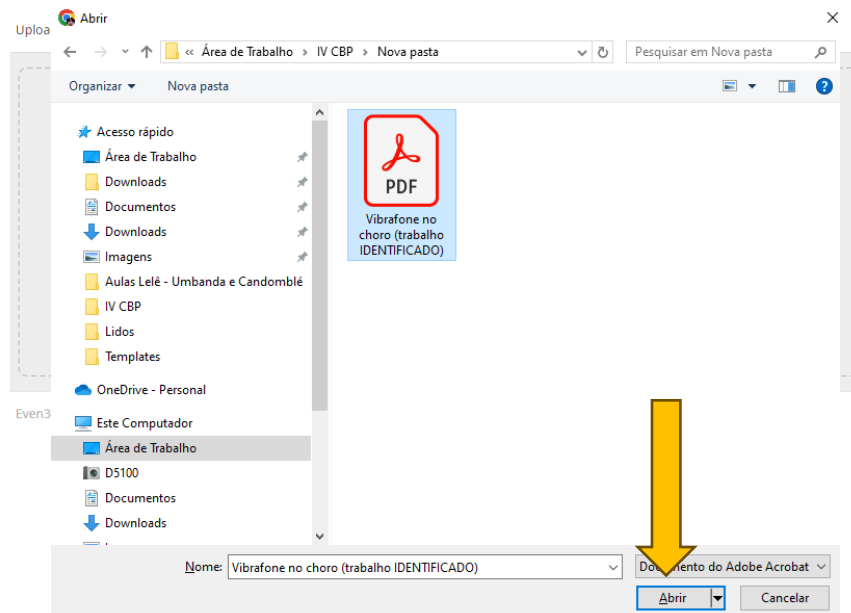 Uploa
Abrir
« Área de Trabalho › IV CBP › Nova pasta
Pesquisar em Nova pasta
Organizar
Nova pasta
Acesso rápido
Área de Trabalho
Downloads
Documentos
Downloads
Imagens
Aulas Lelê - Umbanda e Candomblé
IV CBP
Lidos
Templates
OneDrive - Personal
Este Computador
Área de Trabalho
D5100
Documentos
Downloads
PDF
Vibrafone no
choro (trabalho
IDENTIFICADO)
Even3
Nome:
Vibrafone no choro (trabalho IDENTIFICADO)
do Adobe Acrobat
Abrir
Cancelar